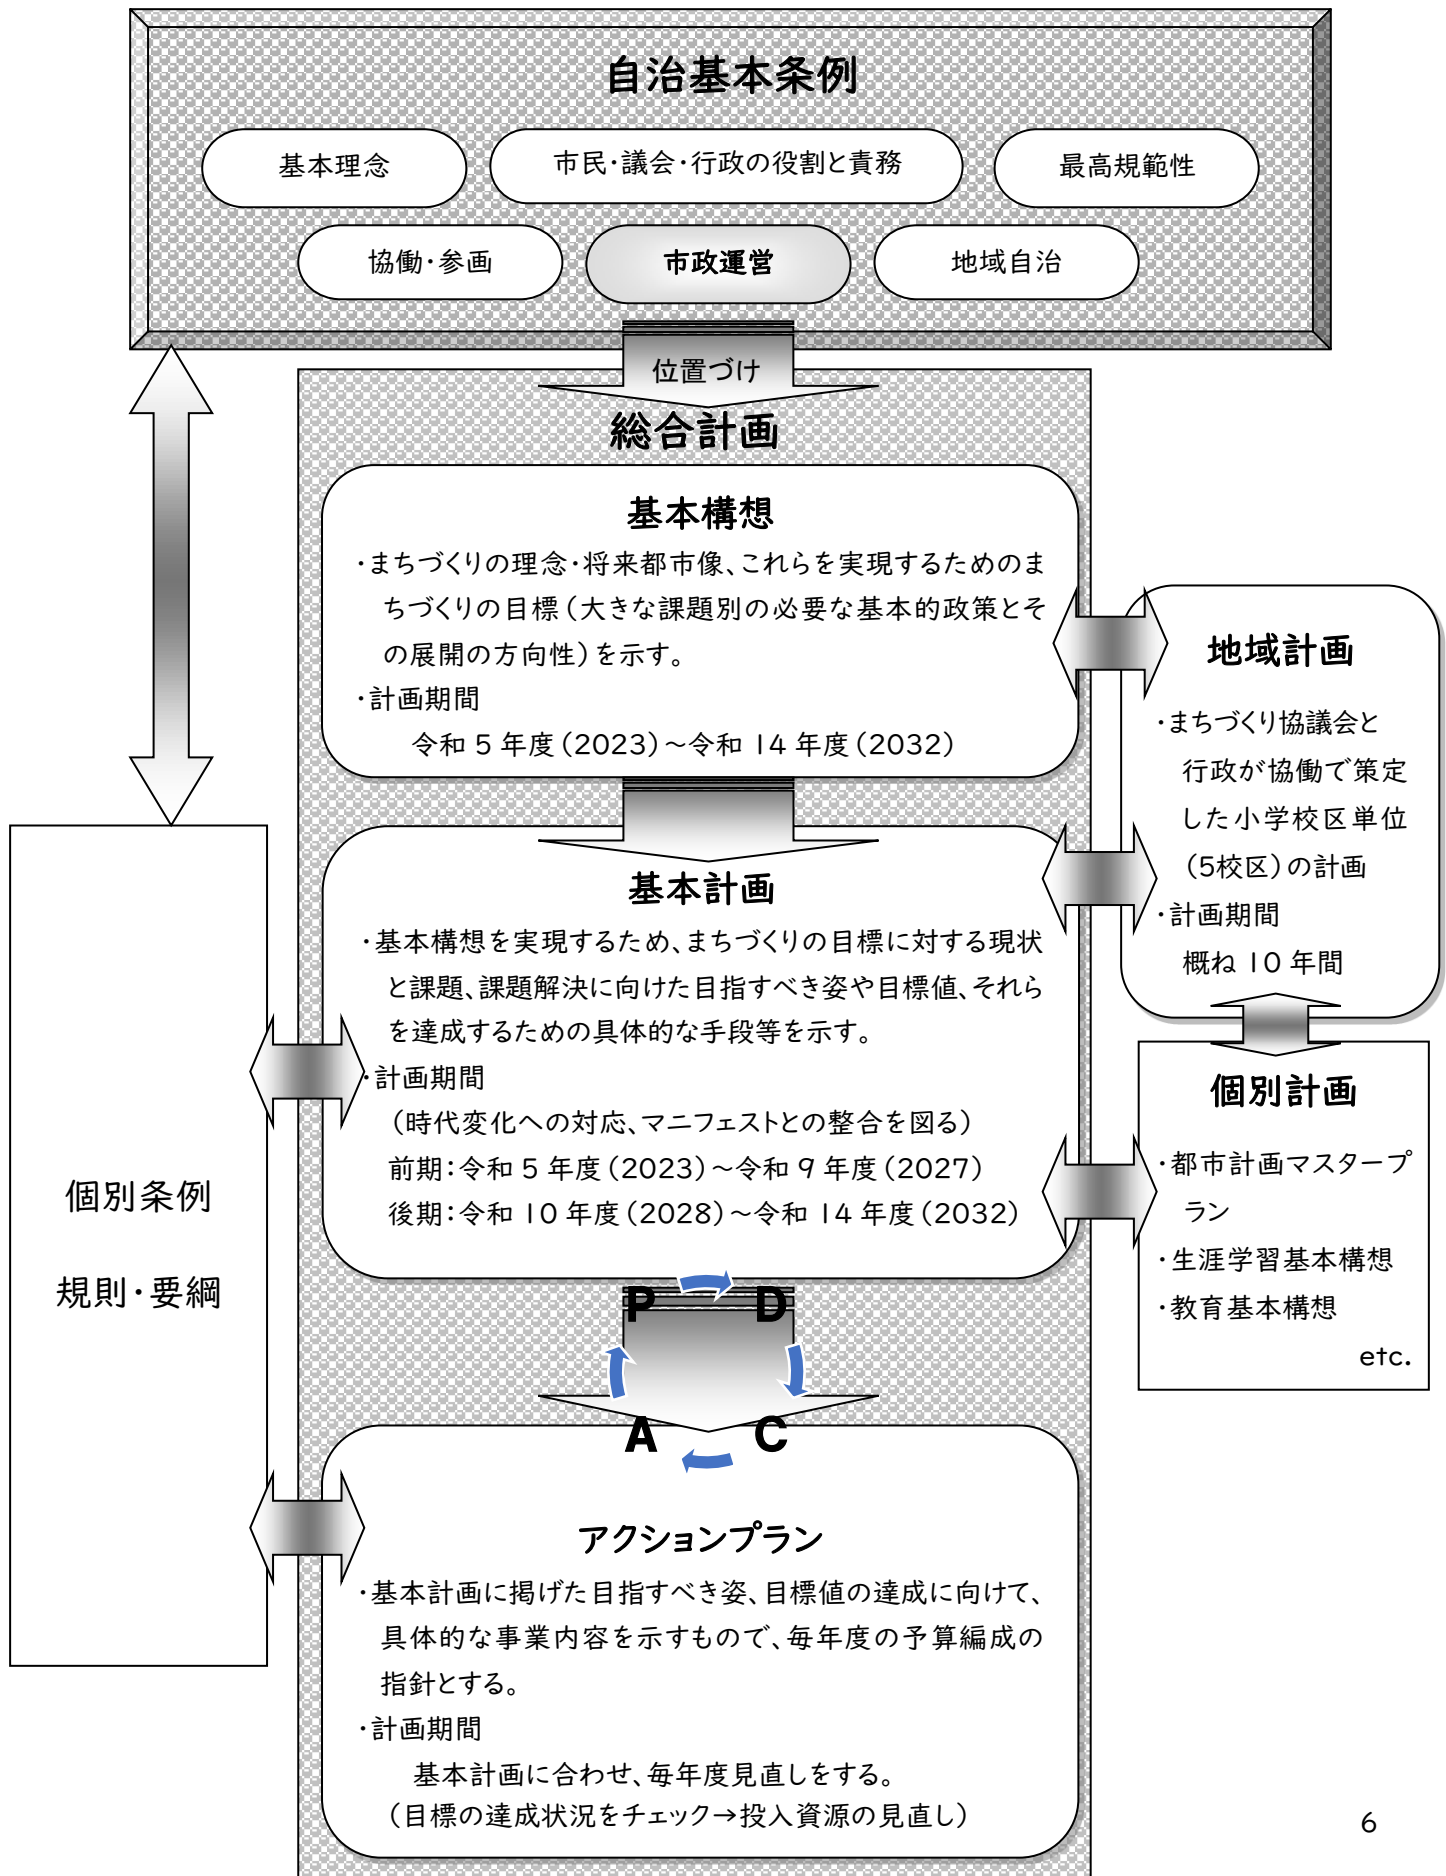 自治基本条例
基本理念
市民・議会・行政の役割と責務
最高規範性
協働・参画
市政運営
地域自治
位置づけ
総合計画
基本構想
・まちづくりの理念・将来都市像、これらを実現するためのま
ちづくりの目標（大きな課題別の必要な基本的政策とそ
の展開の方向性）を示す。
・計画期間
令和 5 年度（2023）～令和 14 年度（2032）
基本計画
・基本構想を実現するため、まちづくりの目標に対する現状
と課題、課題解決に向けた目指すべき姿や目標値、それら
を達成するための具体的な手段等を示す。
・計画期間
（時代変化への対応、マニフェストとの整合を図る）
前期：令和 5 年度（2023）～令和 9 年度（2027）
後期：令和 10 年度（2028）～令和 14 年度（2032）
P
D
A
C
アクションプラン
・基本計画に掲げた目指すべき姿、目標値の達成に向けて、
具体的な事業内容を示すもので、毎年度の予算編成の
指針とする。
・計画期間
基本計画に合わせ、毎年度見直しをする。
（目標の達成状況をチェック→投入資源の見直し）
個別条例
規則・要綱
地域計画
・まちづくり協議会と
行政が協働で策定
した小学校区単位
（5校区）の計画
・計画期間
概ね 10 年間
個別計画
・都市計画マスタープ
ラン
・生涯学習基本構想
・教育基本構想
etc.
6